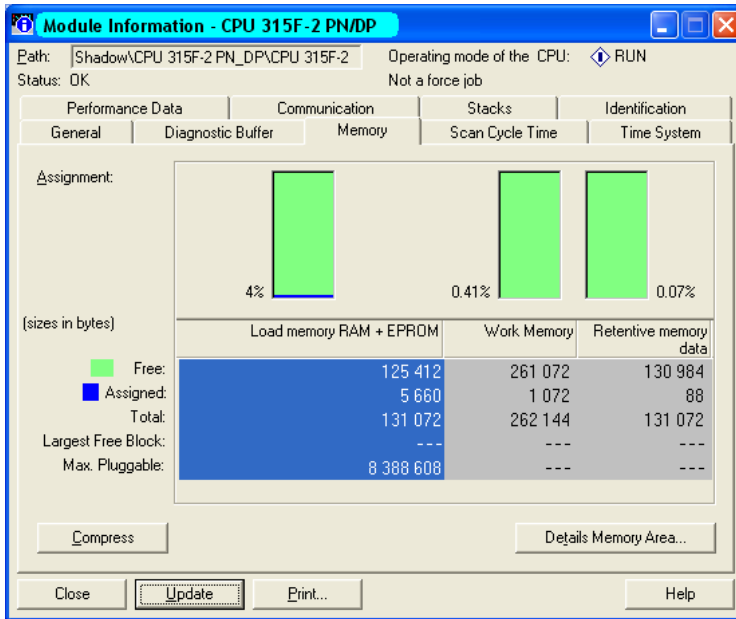 Module Information - CPU 315F-2 PN/DP
Path: Shadow\CPU 315F-2 PN_DP\CPU 315F-2 Operating mode of the CPU: RUN
Status: OK Not a force job
Performance Data Communication Stacks Identification
General Diagnostic Buffer Memory Scan Cycle Time Time System
Assignment:
4% 0.41% 0.07%
(sizes in bytes)
Load memory RAM + EPROM Work Memory Retentive memory data
Free: 125 412 261 072 130 984
Assigned: 5 660 1 072 88
Total: 131 072 262 144 131 072
Largest Free Block: --- --- ---
Max. Pluggable: 8 388 608 --- ---
Compress Details Memory Area...
Close Update Print... Help